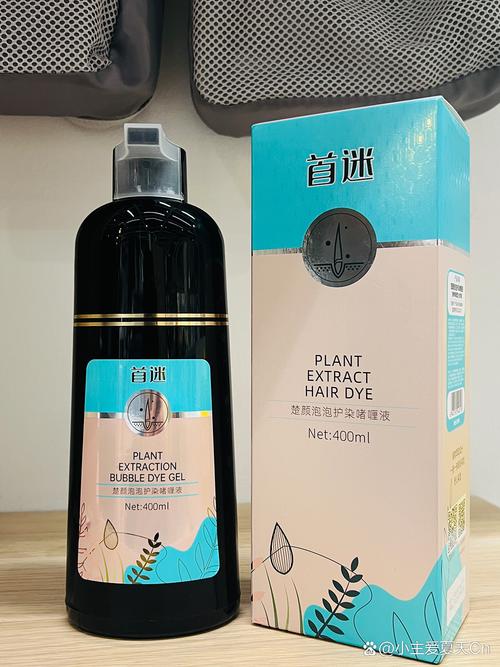 首迷
PLANT
EXTRACTION
BUBBLE DYE GEL
楚颜泡泡护染啫喱液
Net:400ml
首迷
PLANT
EXTRACT
HAIR DYE
楚颜泡泡护染啫喱液
Net:400ml
小主爱夏天Cn